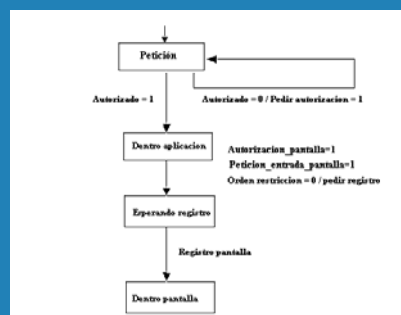 Petición
Autorizado = 1
Autorizado = 0 / Pedir autorizacion = 1
Dentro aplicacion
Autorizacion_pantalla=1
Peticion_entrada_pantalla=1
Orden restriccion = 0 / pedir registro
Esperando registro
Registro pantalla
Dentro pantalla